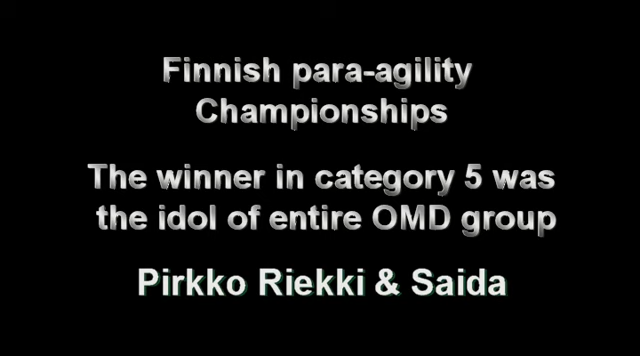 Finnish para-agility
Championships
The winner in category 5 was
the idol of entire OMD group
Pirkko Riekki & Saida